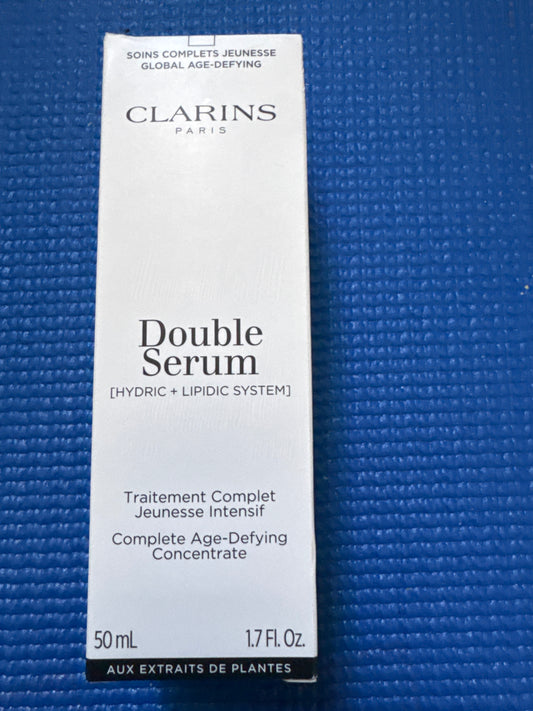 SOINS COMPLETS JEUNESSE
GLOBAL AGE-DEFYING
CLARINS
PARIS
Double
Serum
[HYDRIC + LIPIDIC SYSTEM]
Traitement Complet
Jeunesse Intensif
Complete Age-Defying
Concentrate
50 mL 1.7 Fl. Oz.
AUX EXTRAITS DE PLANTES